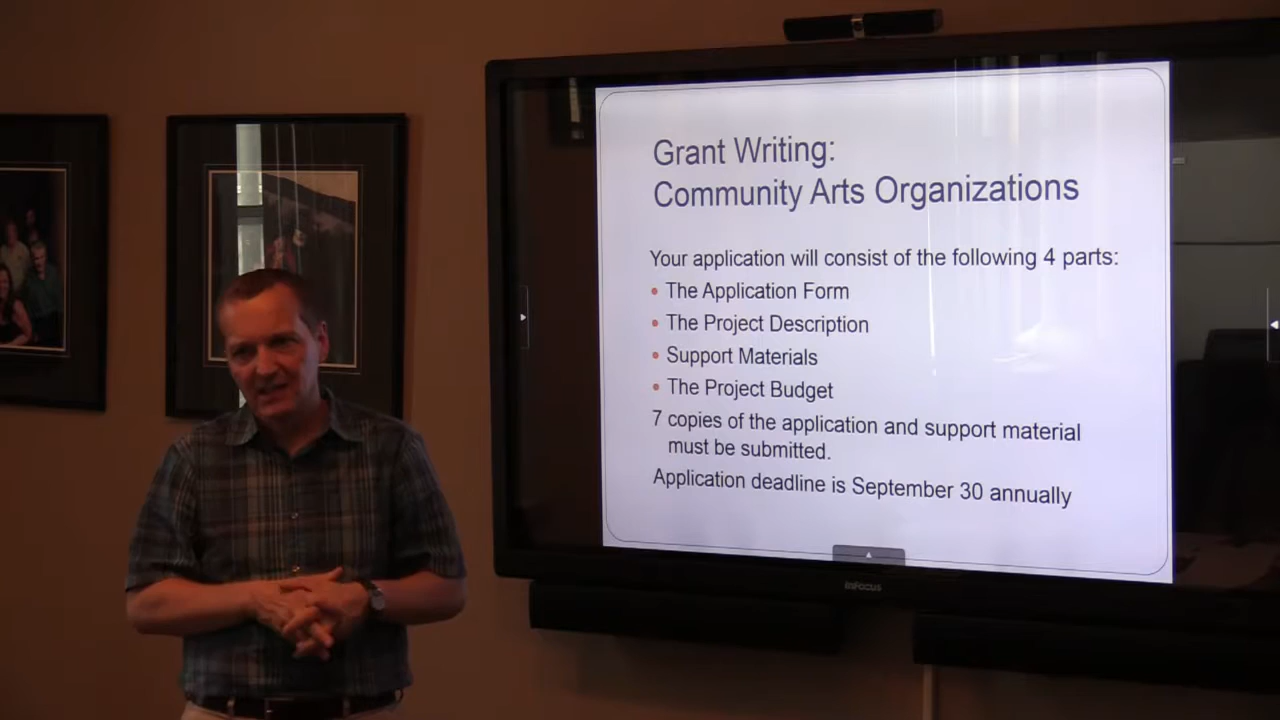 Grant Writing:
Community Arts Organizations
Your application will consist of the following 4 parts:
• The Application Form
• The Project Description
• Support Materials
• The Project Budget
7 copies of the application and support material
must be submitted.
Application deadline is September 30 annually
InFocus